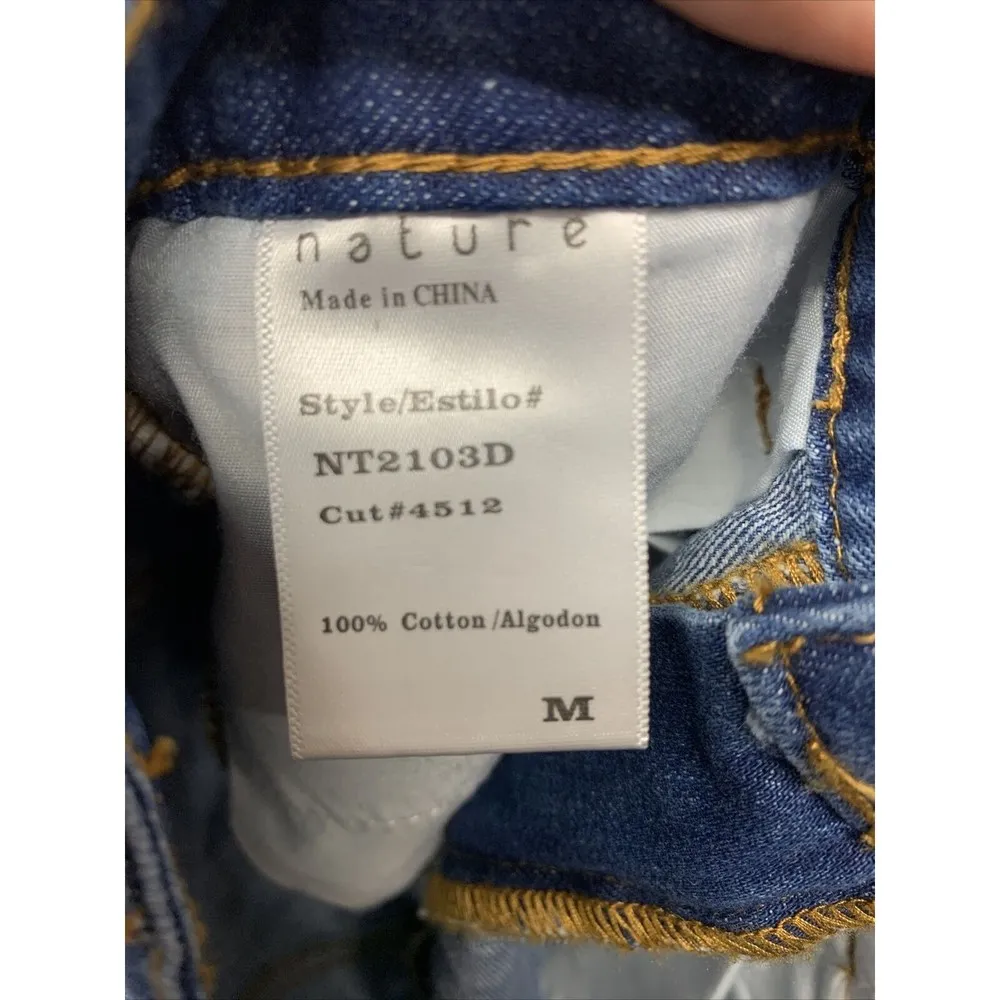 nature
Made in CHINA
Style/Estilo#
NT2103D
Cut#4512
100% Cotton/Algodon
M